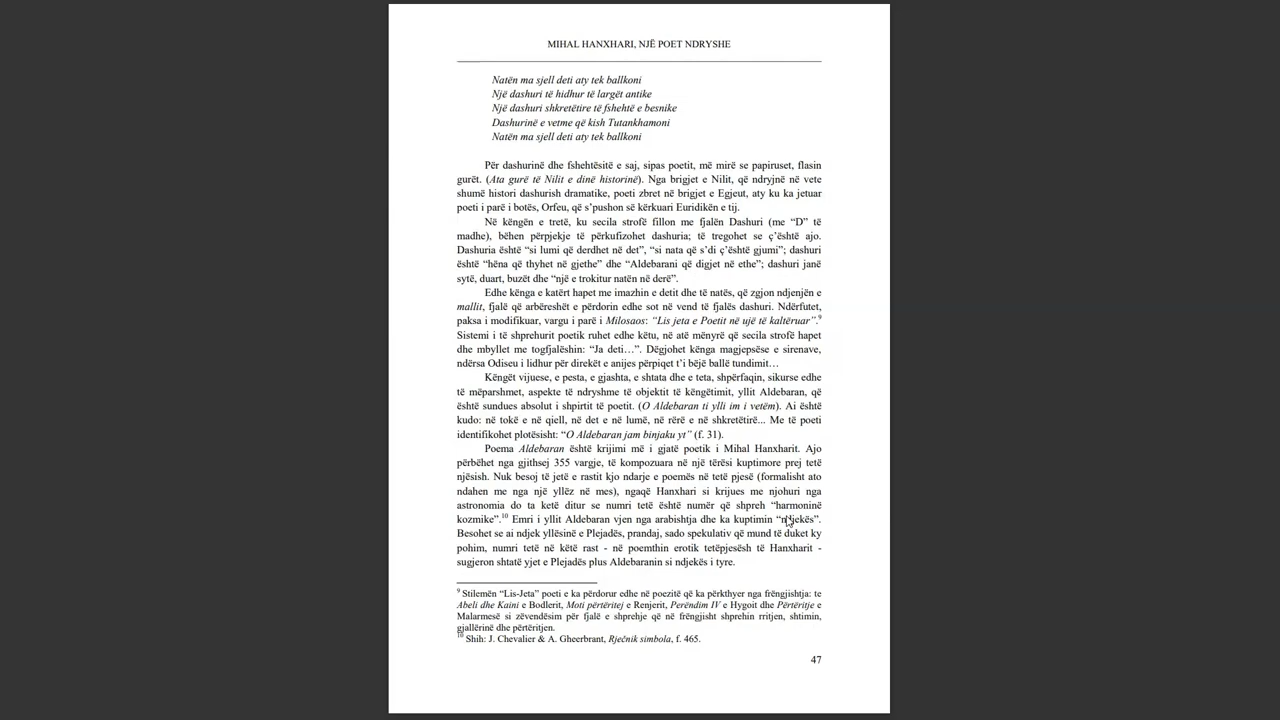 MIHAL HANXHARI, NJË POET NDRYSHE
Natën ma sjell deti aty tek ballkoni
Një dashuri të hidhur të largët antike
Një dashuri shkretëtire të fshehtë e besnike
Dashurinë e vetme që kish Tutankhamoni
Natën ma sjell deti aty tek ballkoni
Për dashurinë dhe fshehtësitë e saj, sipas poetit, më mirë se papiruset, flasin
gurët. (Ata gurë të Nilit e dinë historinë). Nga brigjet e Nilit, që ndryjnë në vete
shumë histori dashurish dramatike, poeti zbret në brigjet e Egjeut, aty ku ka jetuar
poeti i parë i botës, Orfeu, që s’pushon së kërkuari Euridikën e tij.
Në këngën e tretë, ku secila strofë fillon me fjalën Dashuri (me “D” të
madhe), bëhen përpjekje të përkufizohet dashuria; të tregohet se ç’është ajo.
Dashuria është “si lumi që derdhet në det”, “si nata që s’di ç’është gjumi”; dashuri
është “hëna që thyhet në gjethe” dhe “Aldebarani që digjet në ethe”; dashuri janë
sytë, duart, buzët dhe “një e trokitur natën në derë”.
Edhe kënga e katërt hapet me imazhin e detit dhe të natës, që zgjon ndjenjën e
mallit, fjalë që arbëreshët e përdorin edhe sot në vend të fjalës dashuri. Ndërfutet,
paksa i modifikuar, vargu i parë i Milosaos: “Lis jeta e Poetit në ujë të kaltëruar”.⁹
Sistemi i të shprehurit poetik ruhet edhe këtu, në atë mënyrë që secila strofë hapet
dhe mbyllet me togfjalëshin: “Ja deti…”. Dëgjohet kënga magjepsëse e sirenave,
ndërsa Odiseu i lidhur për direkët e anijes përpiqet t’i bëjë ballë tundimit…
Këngët vijuese, e pesta, e gjashta, e shtata dhe e teta, shpërfaqin, sikurse edhe
të mëparshmet, aspekte të ndryshme të objektit të këngëtimit, yllit Aldebaran, që
është sundues absolut i shpirtit të poetit. (O Aldebaran ti ylli im i vetëm). Ai është
kudo: në tokë e në qiell, në det e në lumë, në rërë e në shkretëtirë... Me të poeti
identifikohet plotësisht: “O Aldebaran jam binjaku yt” (f. 31).
Poema Aldebaran është krijimi më i gjatë poetik i Mihal Hanxharit. Ajo
përbëhet nga gjithsej 355 vargje, të kompozuara në një tërësi kuptimore prej tetë
njësish. Nuk besoj të jetë e rastit kjo ndarje e poemës në tetë pjesë (formalisht ato
ndahen me nga një yllëz në mes), ngaqë Hanxhari si krijues me njohuri nga
astronomia do ta ketë ditur se numri tetë është numër që shpreh “harmoninë
kozmike”.¹⁰ Emri i yllit Aldebaran vjen nga arabishtja dhe ka kuptimin “ndjekës”.
Besohet se ai ndjek yllësinë e Plejadës, prandaj, sado spekulativ që mund të duket ky
pohim, numri tetë në këtë rast - në poemthin erotik tetëpjesësh të Hanxharit -
sugjeron shtatë yjet e Plejadës plus Aldebaranin si ndjekës i tyre.
⁹ Stilemën “Lis-Jeta” poeti e ka përdorur edhe në poezitë që ka përkthyer nga frëngjishtja: te
Abeli dhe Kaini e Bodlerit, Moti përtëritej e Renjerit, Perëndim IV e Hygoit dhe Përtëritje e
Malarmesë si zëvendësim për fjalë e shprehje që në frëngjisht shprehin rritjen, shtimin,
gjallërinë dhe përtëritjen.
¹⁰ Shih: J. Chevalier & A. Gheerbrant, Rječnik simbola, f. 465.
47